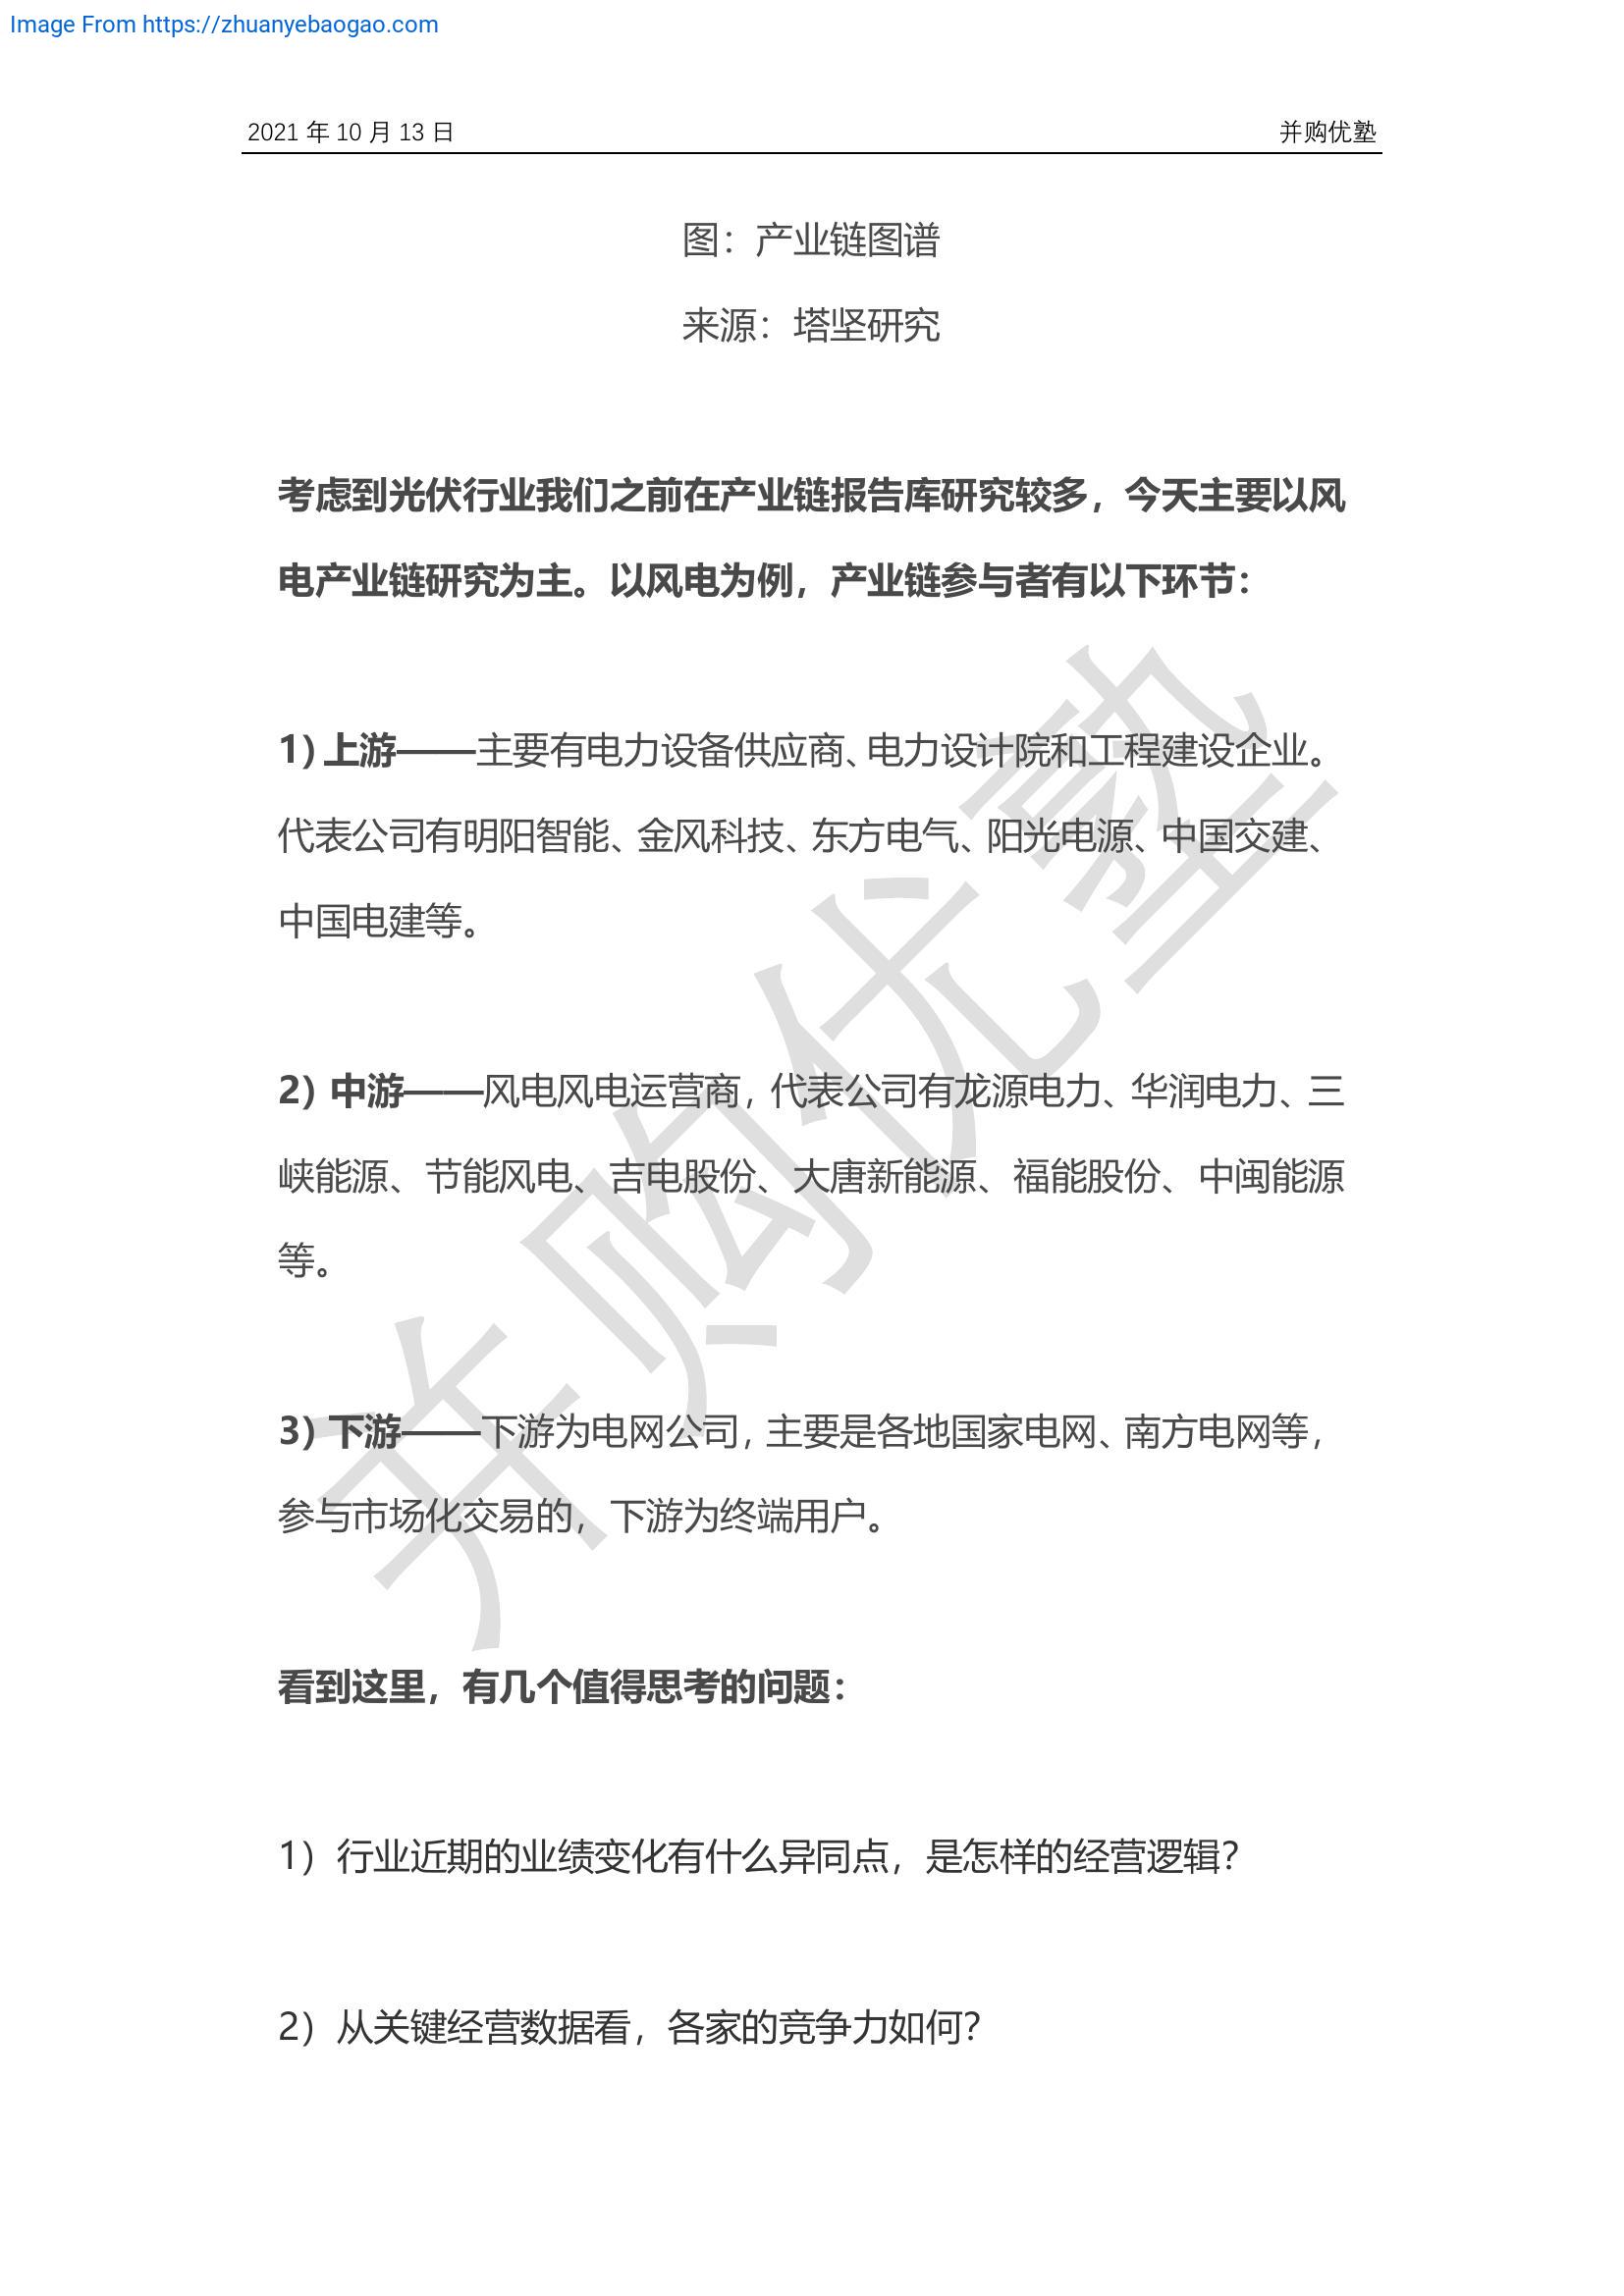 Image From https://zhuanyebaogao.com
2021 年 10 月 13 日 并购优塾
图：产业链图谱
来源：塔坚研究
考虑到光伏行业我们之前在产业链报告库研究较多，今天主要以风
电产业链研究为主。以风电为例，产业链参与者有以下环节：
1) 上游——主要有电力设备供应商、电力设计院和工程建设企业。
代表公司有明阳智能、金风科技、东方电气、阳光电源、中国交建、
中国电建等。
2）中游——风电风电运营商，代表公司有龙源电力、华润电力、三
峡能源、节能风电、吉电股份、大唐新能源、福能股份、中闽能源
等。
3）下游——下游为电网公司，主要是各地国家电网、南方电网等，
参与市场化交易的，下游为终端用户。
看到这里，有几个值得思考的问题：
1）行业近期的业绩变化有什么异同点，是怎样的经营逻辑？
2）从关键经营数据看，各家的竞争力如何？
并购优塾